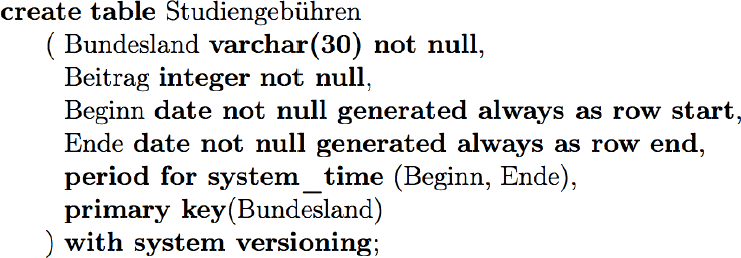 create table Studiengebühren
( Bundesland varchar(30) not null,
Beitrag integer not null,
Beginn date not null generated always as row start,
Ende date not null generated always as row end,
period for system_time (Beginn, Ende),
primary key(Bundesland)
) with system versioning;